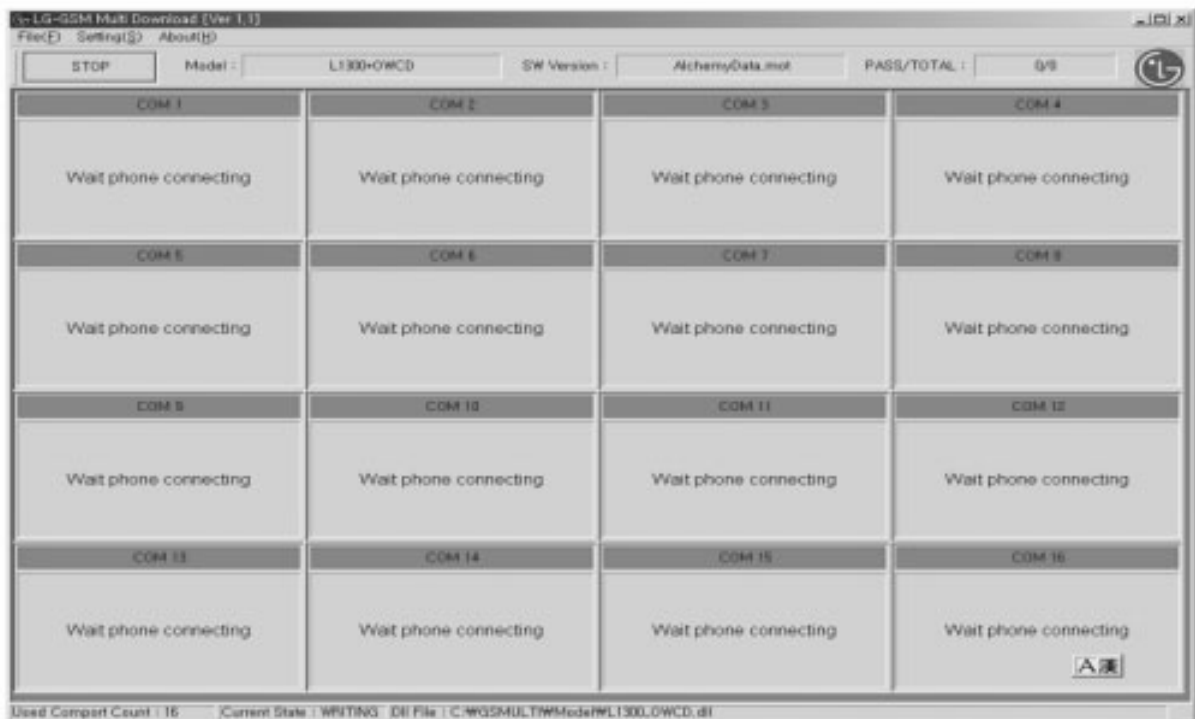 LG-GSM Multi Download [Ver 1,1]
File(F) Setting(S) About(H)
STOP Model : L1300+OWCD SW Version : AlchemyData.mot PASS/TOTAL : 0/0
COM 1 COM 2 COM 3 COM 4
Wait phone connecting Wait phone connecting Wait phone connecting Wait phone connecting
COM 5 COM 6 COM 7 COM 8
Wait phone connecting Wait phone connecting Wait phone connecting Wait phone connecting
COM 9 COM 10 COM 11 COM 12
Wait phone connecting Wait phone connecting Wait phone connecting Wait phone connecting
COM 13 COM 14 COM 15 COM 16
Wait phone connecting Wait phone connecting Wait phone connecting Wait phone connecting
A漢
Used Comport Count : 16 Current State : WRITING Dll File : C:₩GSMULTI₩Model₩L1300_OWCD.dll